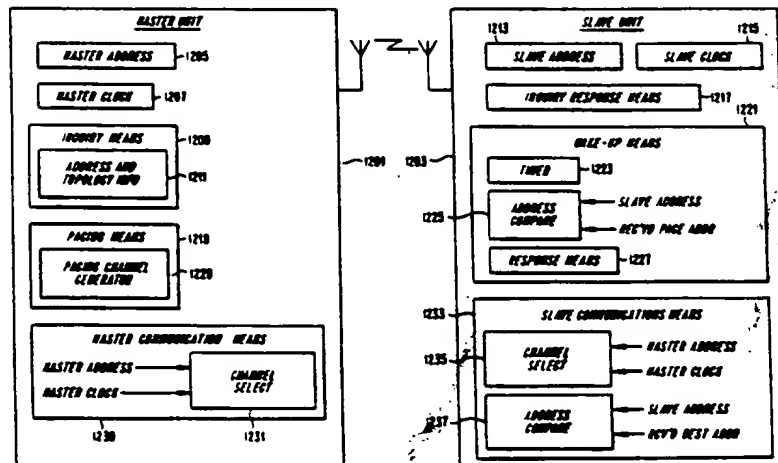 MASTER UNIT
MASTER ADDRESS
1205
MASTER CLOCK
1207
INQUIRY MEANS
ADDRESS AND
TOPOLOGY INFO
1211
PAGING MEANS
1219
PAGING CHANNEL
GENERATOR
1229
MASTER COMMUNICATION MEANS
MASTER ADDRESS
MASTER CLOCK
CHANNEL
SELECT
1230
1231
1201
1203
SLAVE UNIT
1213
SLAVE ADDRESS
1215
SLAVE CLOCK
INQUIRY RESPONSE MEANS
1217
1221
WAKE-UP MEANS
TIMER
1223
1225
ADDRESS
COMPARE
SLAVE ADDRESS
REC'VD PAGE ADDR
RESPONSE MEANS
1227
1233
SLAVE COMMUNICATIONS MEANS
1235
CHANNEL
SELECT
MASTER ADDRESS
MASTER CLOCK
1237
ADDRESS
COMPARE
SLAVE ADDRESS
RCV'D DEST ADDR